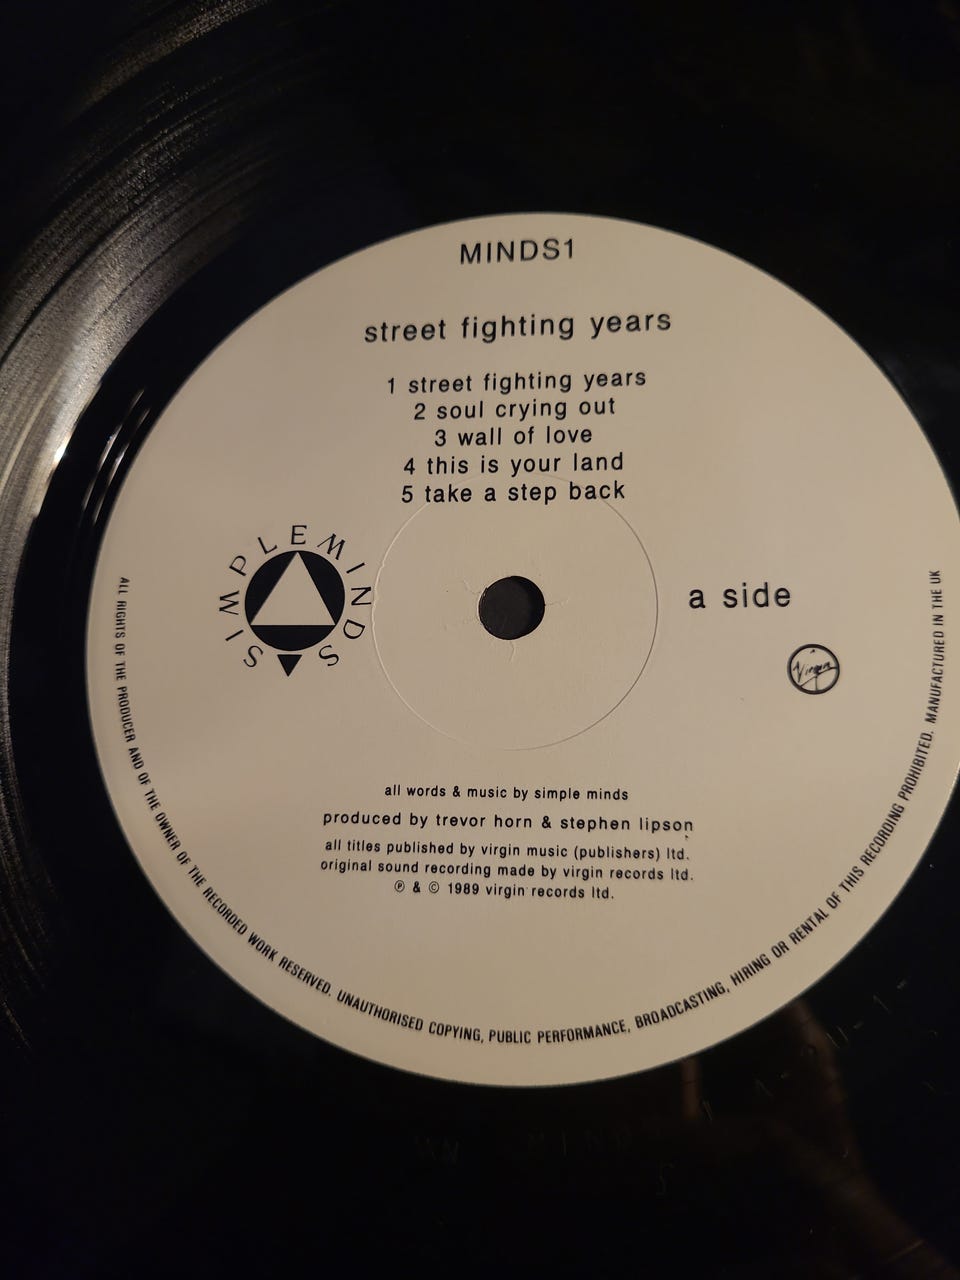 MINDS1
street fighting years
1 street fighting years
2 soul crying out
3 wall of love
4 this is your land
5 take a step back
SIMPLE MINDS
a side
Virgin
all words & music by simple minds
produced by trevor horn & stephen lipson
all titles published by virgin music (publishers) ltd.
original sound recording made by virgin records ltd.
℗ & © 1989 virgin records ltd.
ALL RIGHTS OF THE PRODUCER AND OF THE OWNER OF THE RECORDED WORK RESERVED. UNAUTHORISED COPYING, PUBLIC PERFORMANCE, BROADCASTING, HIRING OR RENTAL OF THIS RECORDING PROHIBITED. MANUFACTURED IN THE UK